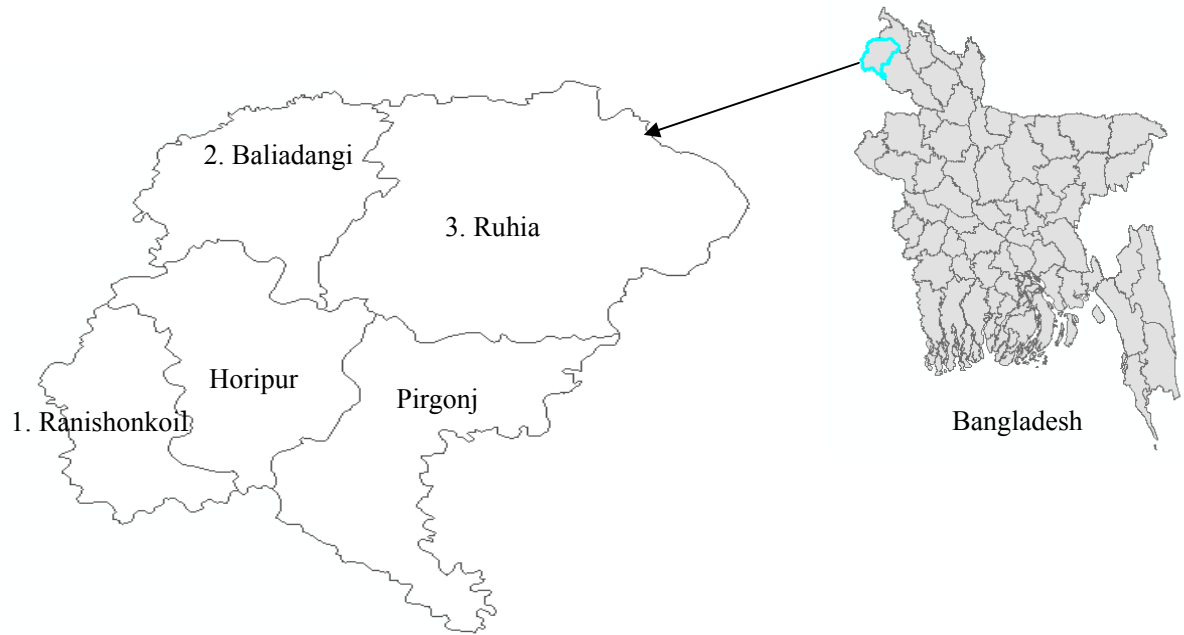 2. Baliadangi
3. Ruhia
Horipur
Pirgonj
1. Ranishonkoil
Bangladesh